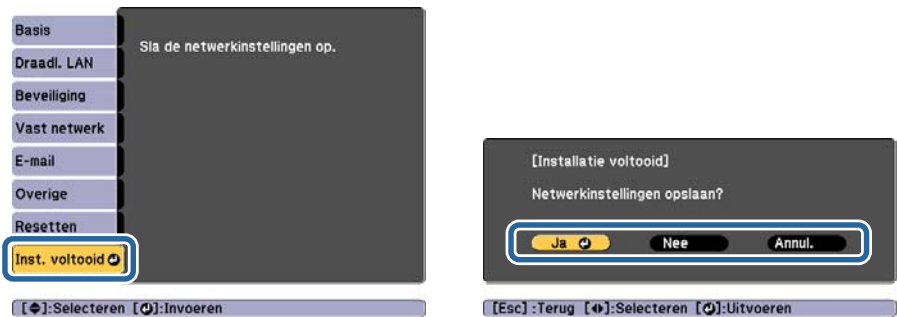 Basis
Draadl. LAN
Beveiliging
Vast netwerk
E-mail
Overige
Resetten
Inst. voltooid
Sla de netwerkinstellingen op.
[ ]:Selecteren [ ]:Invoeren
[Installatie voltooid]
Netwerkinstellingen opslaan?
Ja Nee Annul.
[Esc] :Terug [ ]:Selecteren [ ]:Uitvoeren